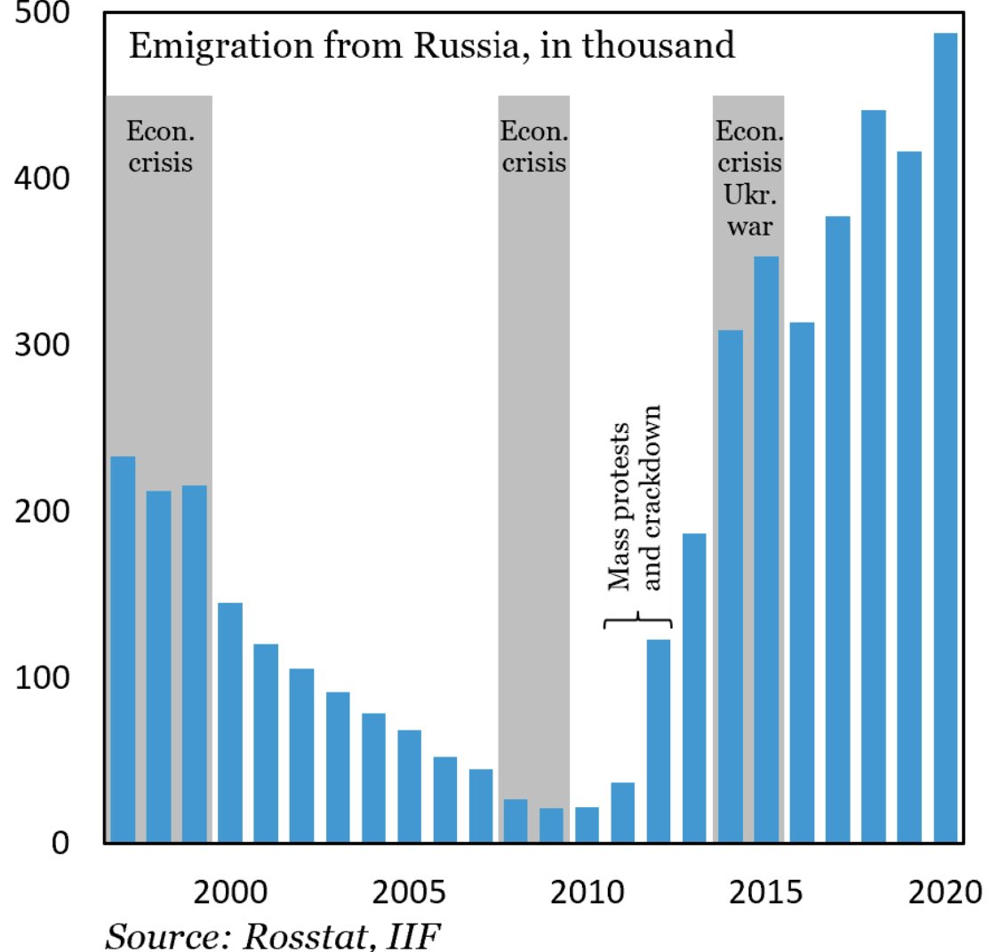 500
Emigration from Russia, in thousand
Econ.
crisis
Econ.
crisis
Econ.
crisis
Ukr.
war
400
300
Mass protests
and crackdown
200
100
0
2000 2005 2010 2015 2020
Source: Rosstat, IIF